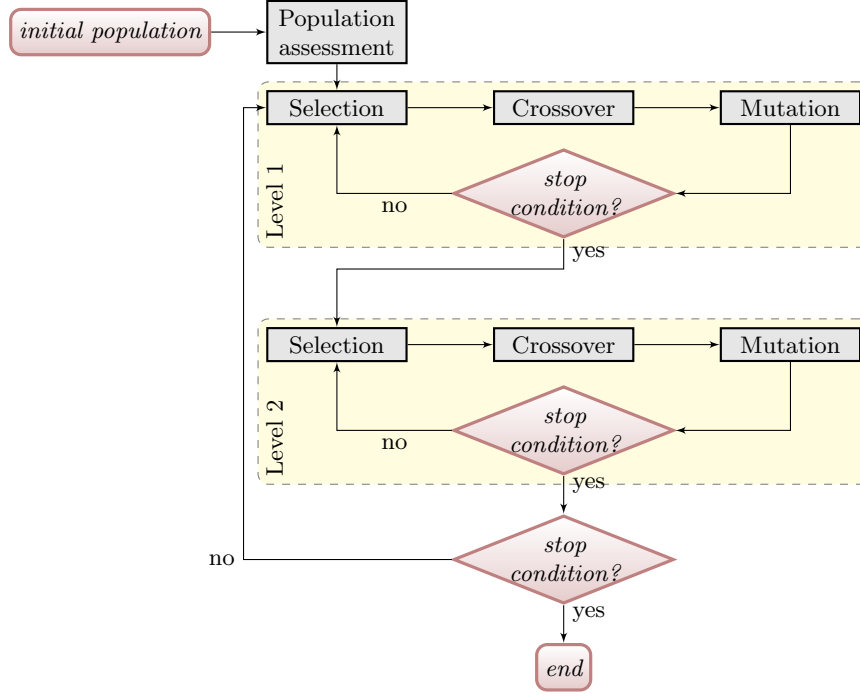 initial population
Population
assessment
Selection
Crossover
Mutation
Level 1
stop
condition?
no
yes
Selection
Crossover
Mutation
Level 2
stop
condition?
no
yes
stop
condition?
no
yes
end